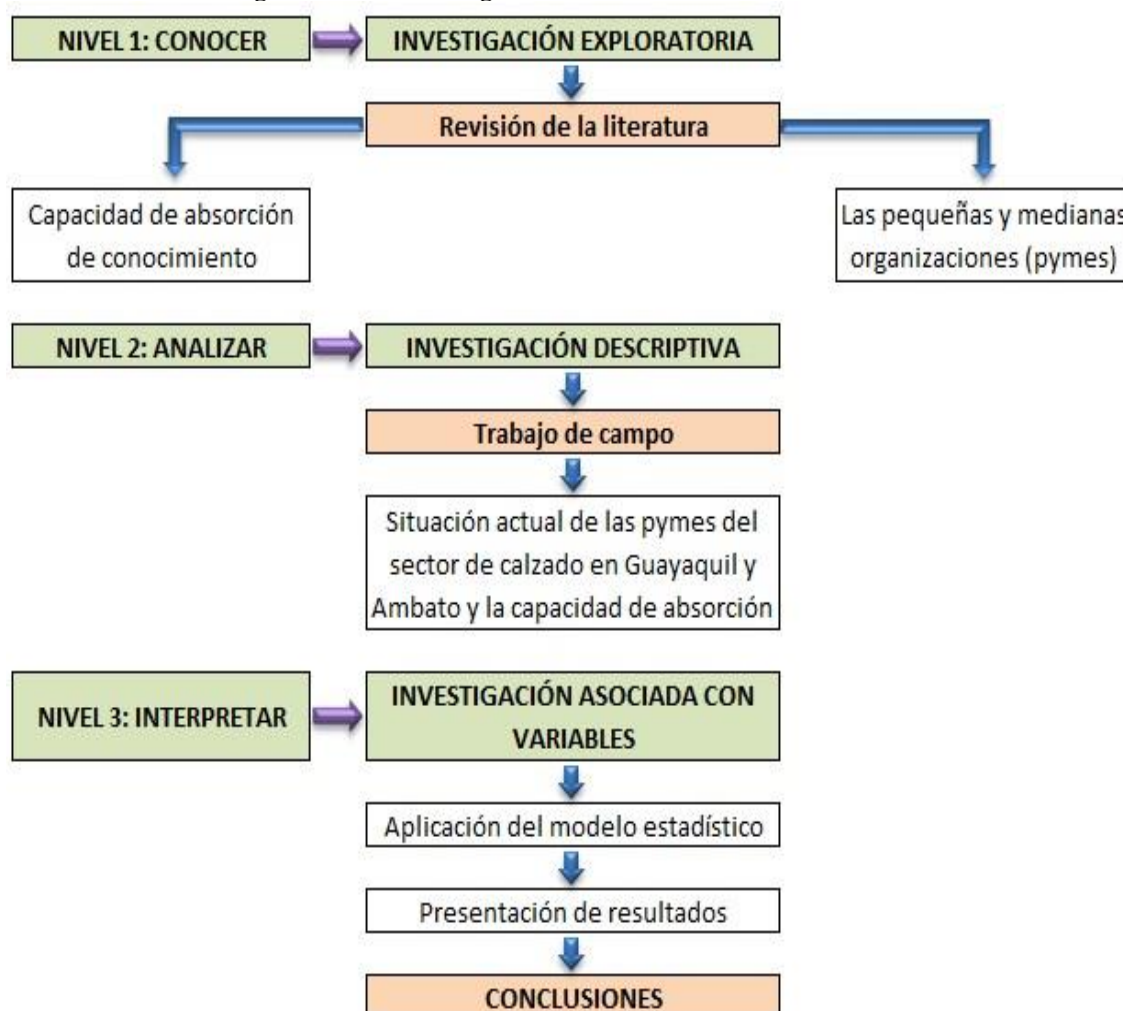 NIVEL 1: CONOCER
INVESTIGACIÓN EXPLORATORIA
Revisión de la literatura
Capacidad de absorción
de conocimiento
Las pequeñas y medianas
organizaciones (pymes)
NIVEL 2: ANALIZAR
INVESTIGACIÓN DESCRIPTIVA
Trabajo de campo
Situación actual de las pymes del
sector de calzado en Guayaquil y
Ambato y la capacidad de absorción
NIVEL 3: INTERPRETAR
INVESTIGACIÓN ASOCIADA CON
VARIABLES
Aplicación del modelo estadístico
Presentación de resultados
CONCLUSIONES